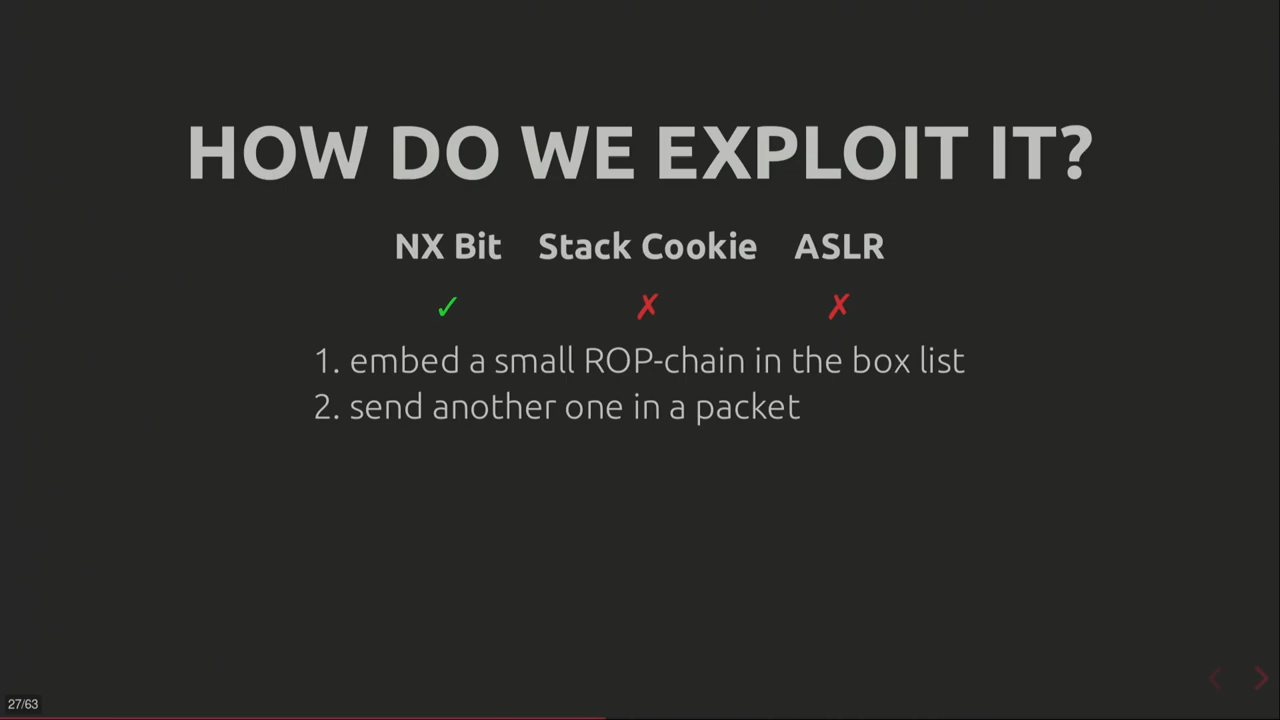 HOW DO WE EXPLOIT IT?
NX Bit Stack Cookie ASLR
✓ ✗ ✗
1. embed a small ROP-chain in the box list
2. send another one in a packet
27/63